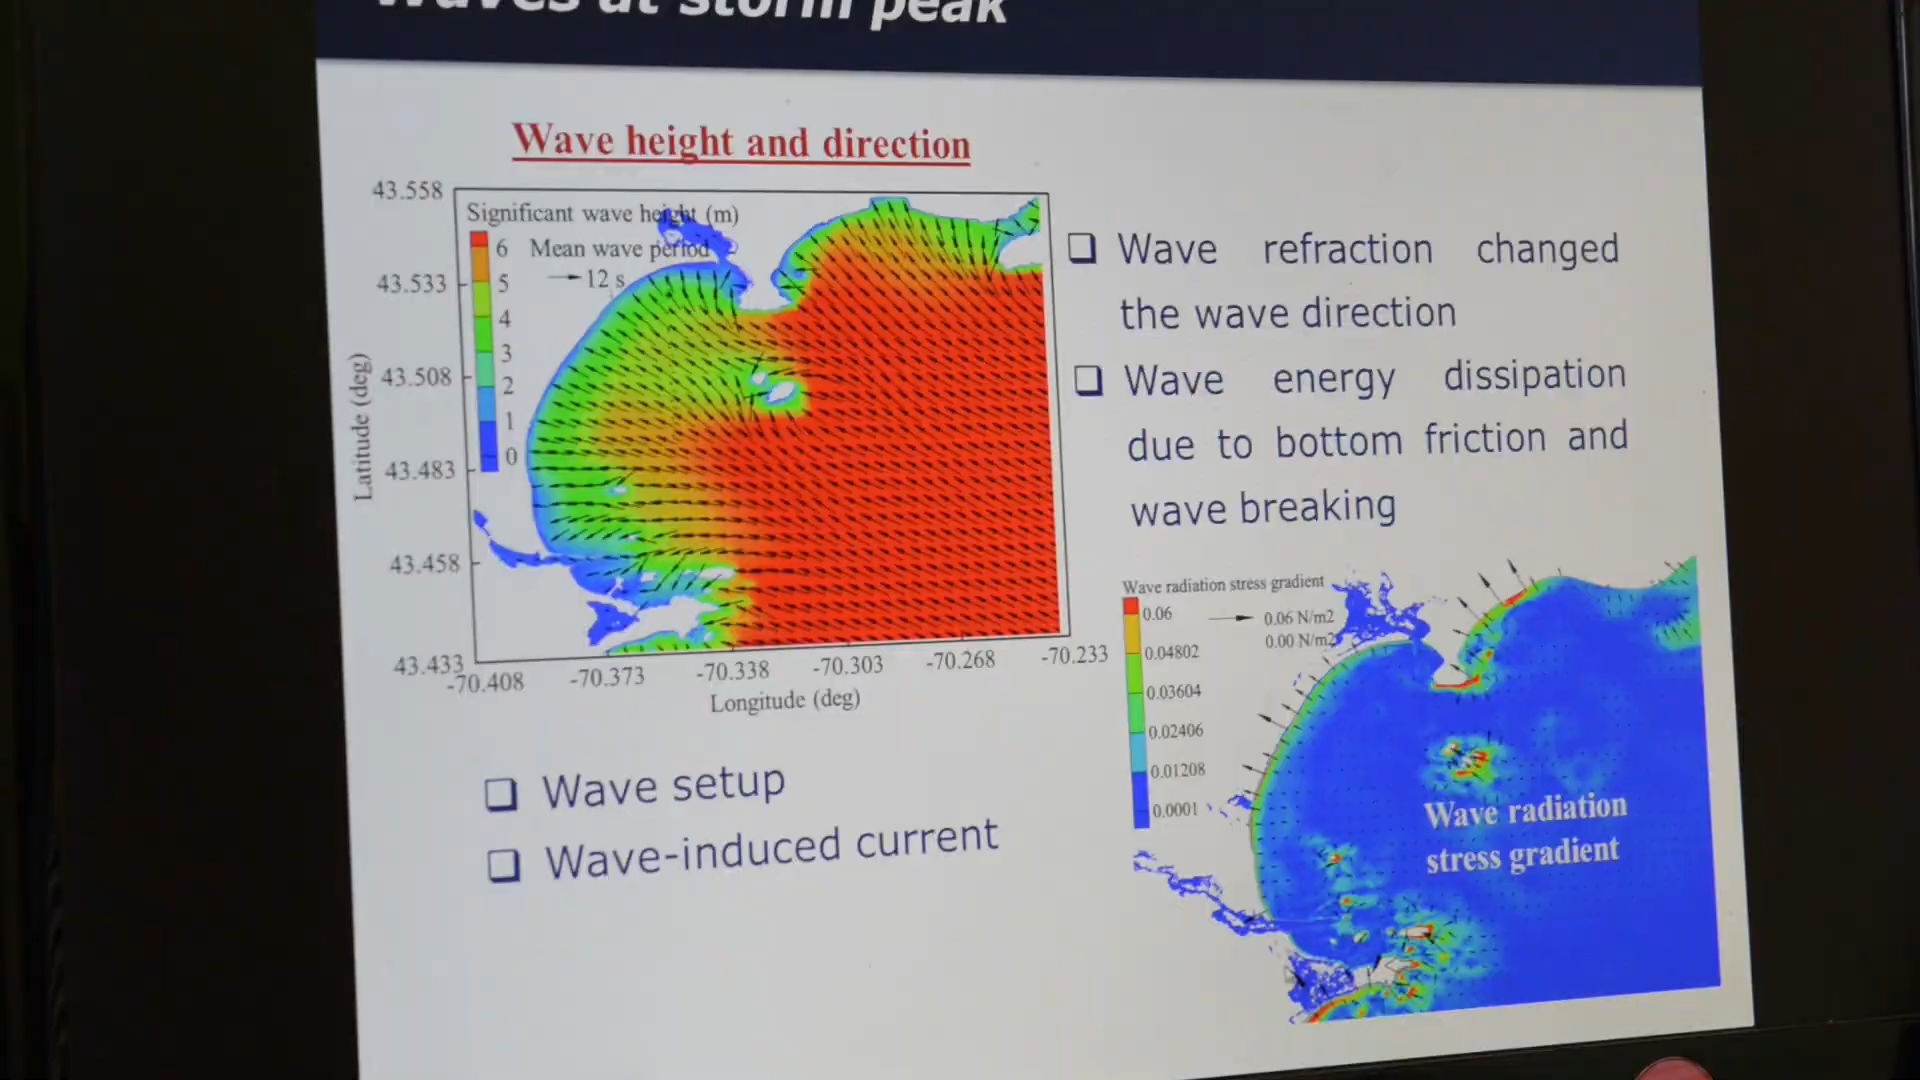 Waves at storm peak
Wave height and direction
43.558
43.533
43.508
43.483
43.458
43.433
Latitude (deg)
Significant wave height (m)
6
5
4
3
2
1
0
Mean wave period
12 s
-70.408
-70.373
-70.338
-70.303
-70.268
-70.233
Longitude (deg)
❑ Wave refraction changed
the wave direction
❑ Wave energy dissipation
due to bottom friction and
wave breaking
❑ Wave setup
❑ Wave-induced current
Wave radiation stress gradient
0.06
0.04802
0.03604
0.02406
0.01208
0.0001
0.06 N/m2
0.00 N/m2
Wave radiation
stress gradient